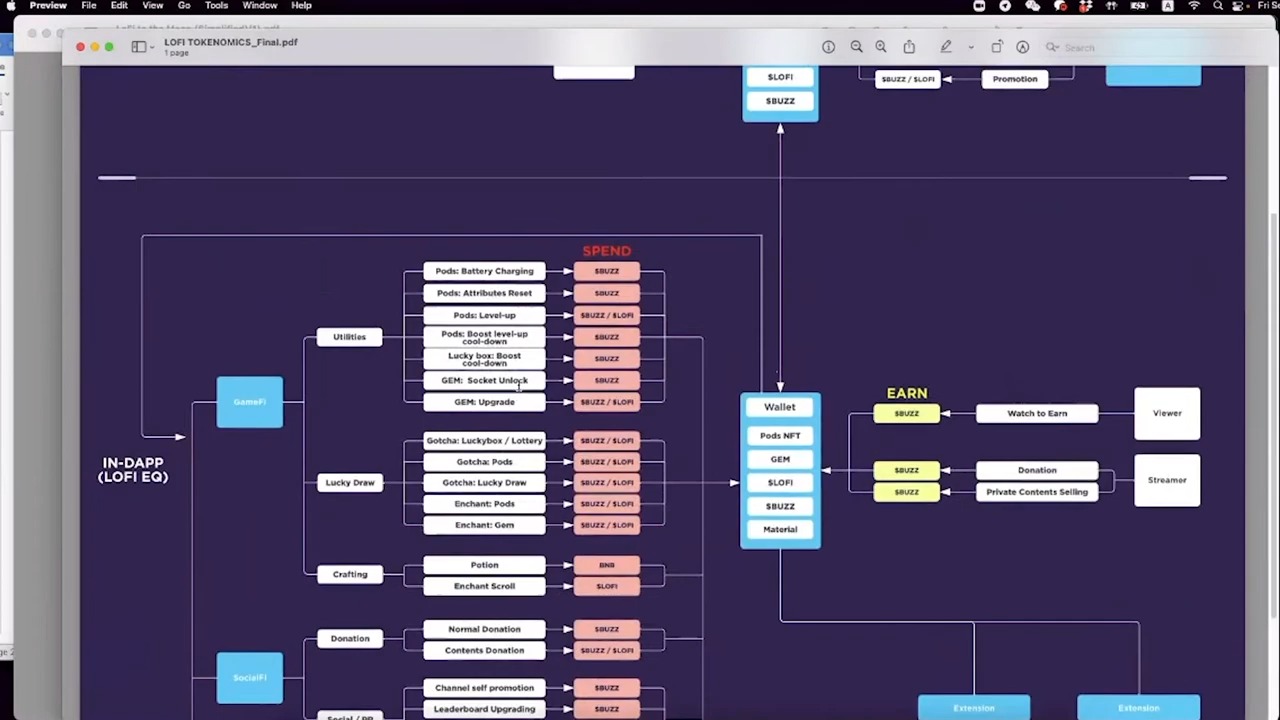 Preview File Edit View Go Tools Window Help
Fri
LOFI TOKENOMICS_Final.pdf
1 page
Search
$LOFI
$BUZZ
$BUZZ / $LOFI
Promotion
SPEND
Pods: Battery Charging
$BUZZ
Pods: Attributes Reset
$BUZZ
Pods: Level-up
$BUZZ / $LOFI
Utilities
Pods: Boost level-up
cool-down
$BUZZ
Lucky box: Boost
cool-down
$BUZZ
GEM: Socket Unlock
$BUZZ
GEM: Upgrade
$BUZZ / $LOFI
GameFi
Gotcha: Luckybox / Lottery
$BUZZ / $LOFI
Gotcha: Pods
$BUZZ / $LOFI
Lucky Draw
Gotcha: Lucky Draw
$BUZZ / $LOFI
Enchant: Pods
$BUZZ / $LOFI
Enchant: Gem
$BUZZ / $LOFI
IN-DAPP
(LOFI EQ)
Crafting
Potion
BNB
Enchant Scroll
$LOFI
Donation
Normal Donation
$BUZZ
Contents Donation
$BUZZ / $LOFI
SocialFi
Channel self promotion
$BUZZ
Leaderboard Upgrading
$BUZZ
Social / PR
Wallet
Pods NFT
GEM
$LOFI
$BUZZ
Material
EARN
$BUZZ
Watch to Earn
Viewer
$BUZZ
Donation
$BUZZ
Private Contents Selling
Streamer
Extension
Extension